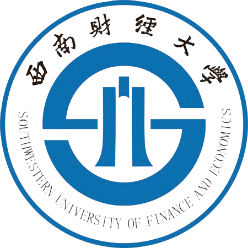 西南财经大学
SOUTHWESTERN UNIVERSITY OF FINANCE AND ECONOMICS